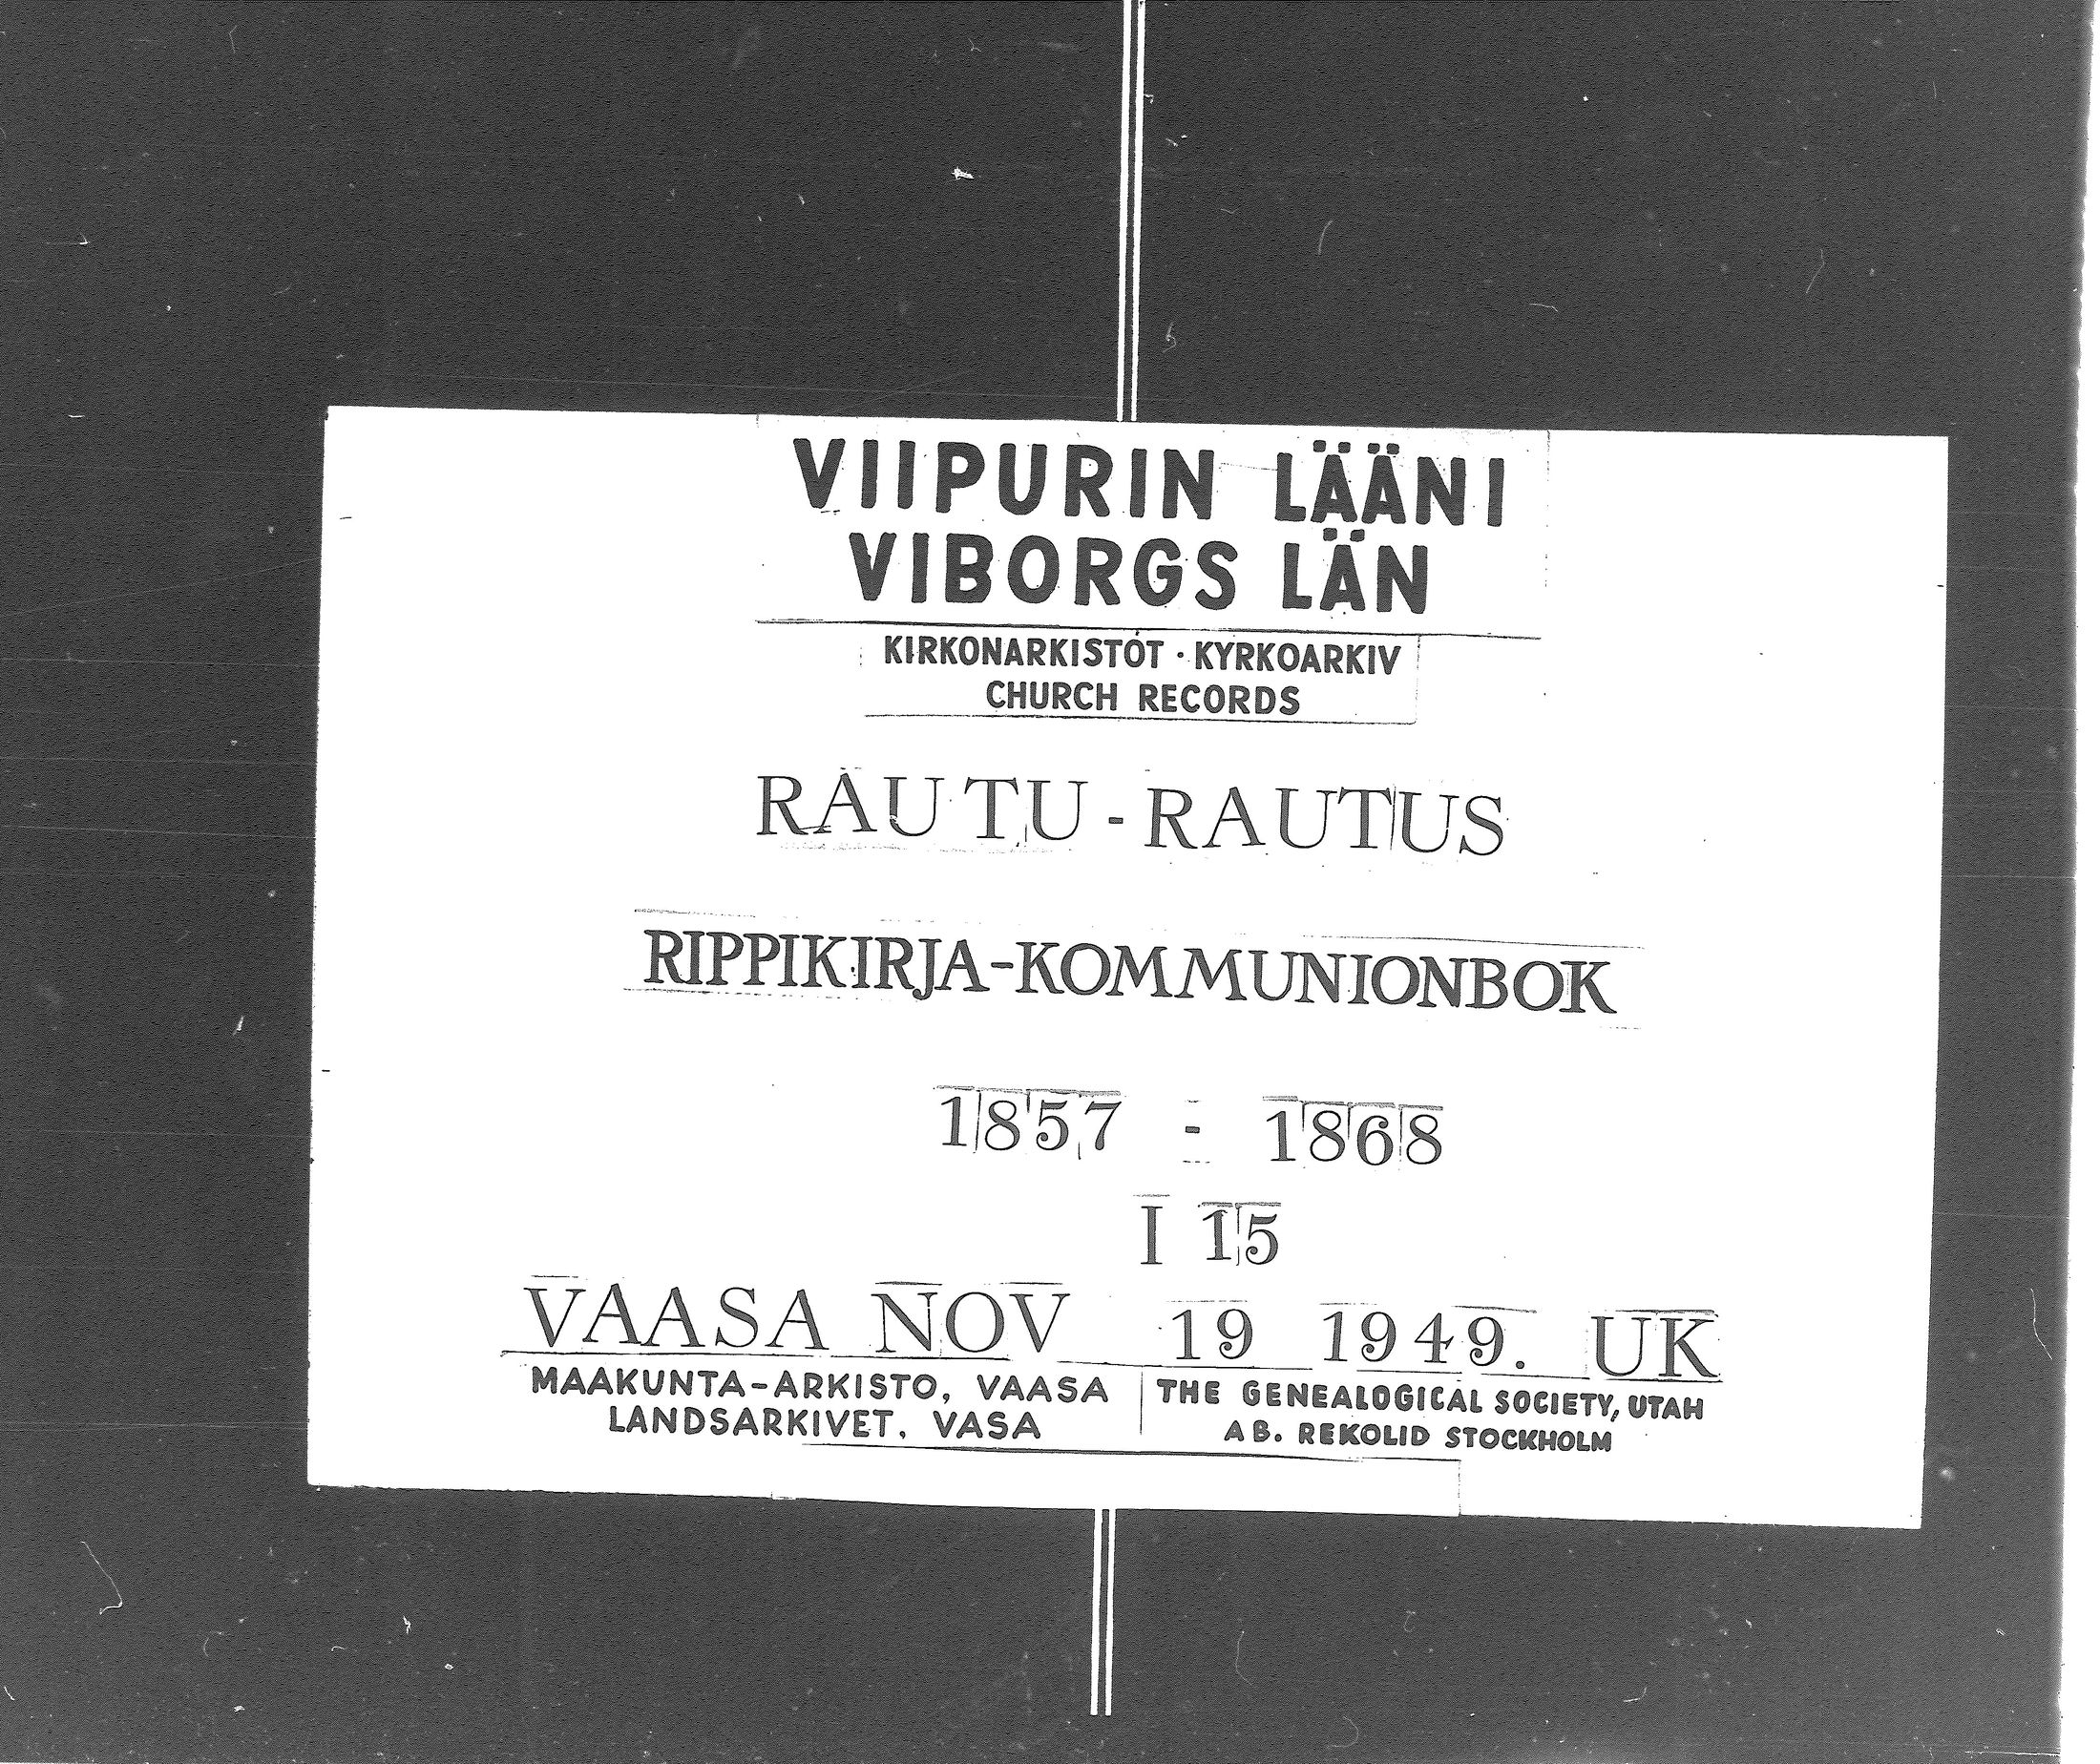 VIIPURIN LÄÄNI
VIBORGS LÄN
KIRKONARKISTOT · KYRKOARKIV
CHURCH RECORDS
RAUTU - RAUTUS
RIPPIKIRJA-KOMMUNIONBOK
1857 - 1868
I 15
VAASA NOV 19 1949. UK
MAAKUNTA-ARKISTO, VAASA
LANDSARKIVET, VASA
THE GENEALOGICAL SOCIETY, UTAH
AB. REKOLID STOCKHOLM